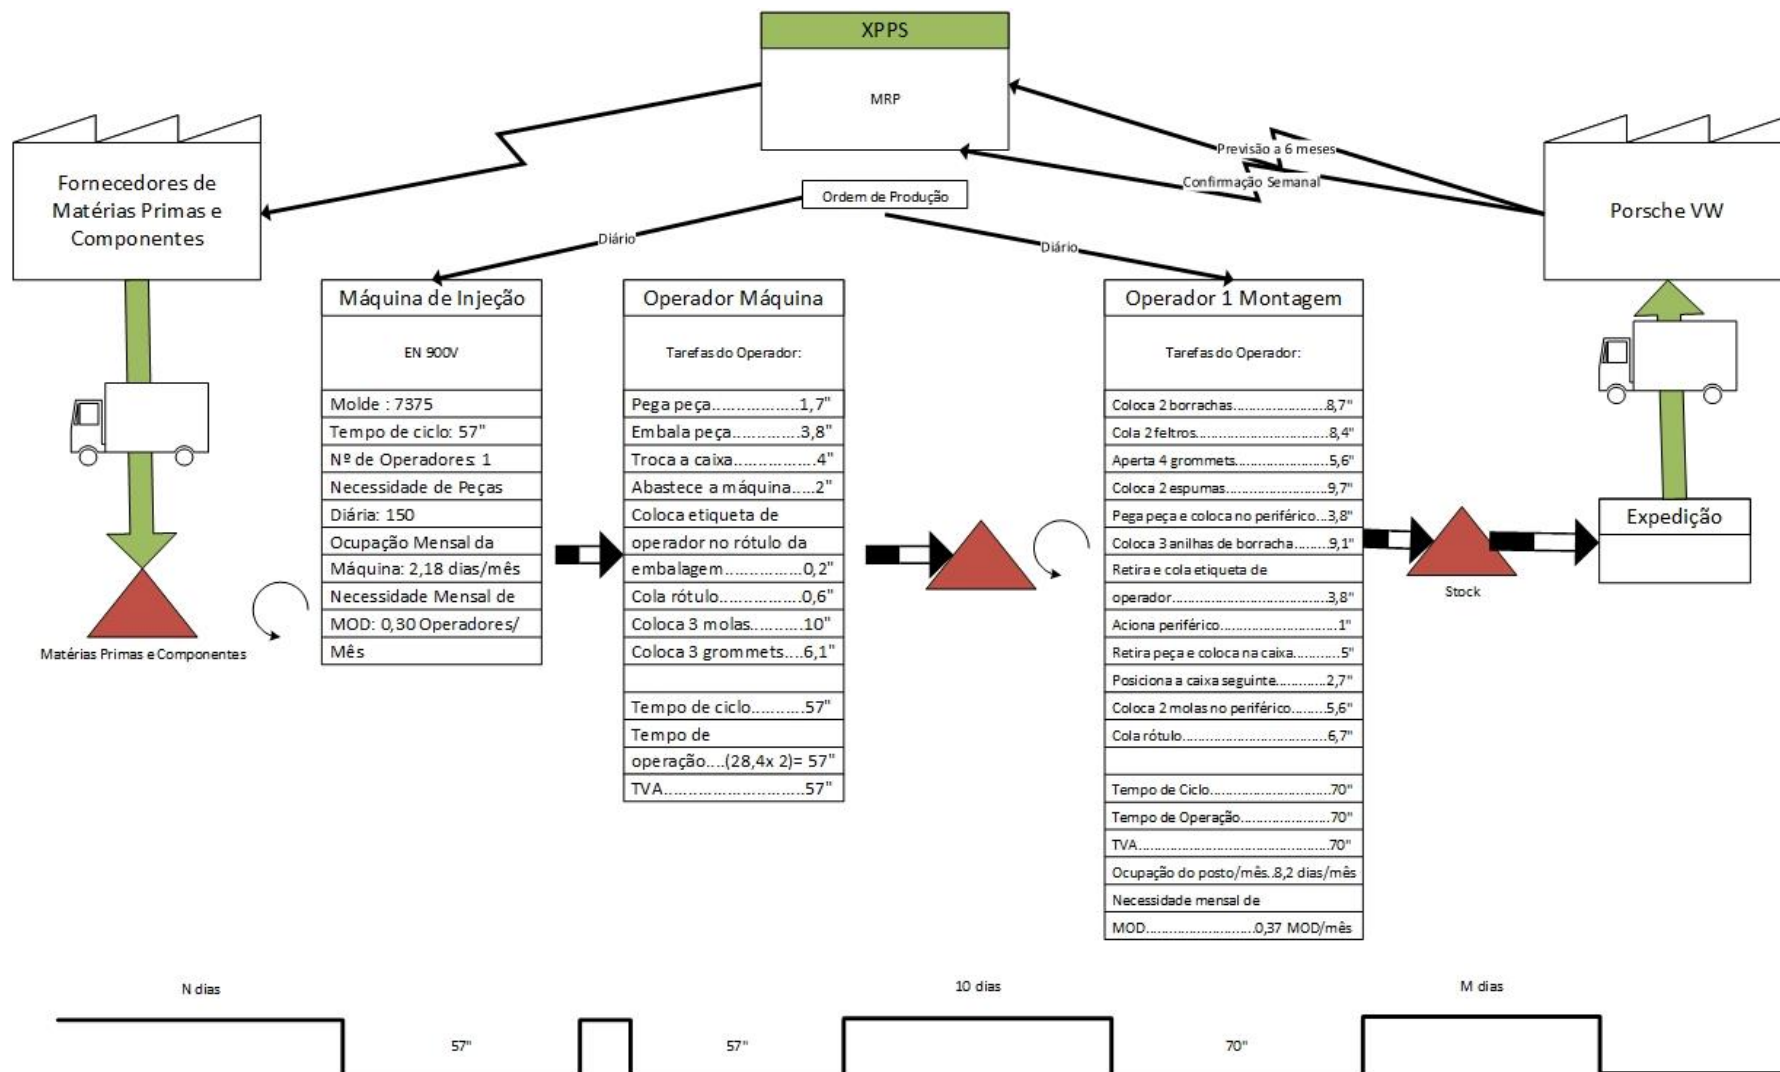 XPPS
MRP
Previsão a 6 meses
Confirmação Semanal
Ordem de Produção
Diário
Diário
Fornecedores de
Matérias Primas e
Componentes
Porsche VW
Matérias Primas e Componentes
Máquina de Injeção
EN 900V
Molde : 7375
Tempo de ciclo: 57"
Nº de Operadores: 1
Necessidade de Peças
Diária: 150
Ocupação Mensal da
Máquina: 2,18 dias/mês
Necessidade Mensal de
MOD: 0,30 Operadores/
Mês
Operador Máquina
Tarefas do Operador:
Pega peça.................1,7"
Embala peça.............3,8"
Troca a caixa................4"
Abastece a máquina.....2"
Coloca etiqueta de
operador no rótulo da
embalagem...............0,2"
Cola rótulo...............0,6"
Coloca 3 molas..........10"
Coloca 3 grommets....6,1"
Tempo de ciclo..........57"
Tempo de
operação....(28,4x 2)= 57"
TVA...........................57"
Operador 1 Montagem
Tarefas do Operador:
Coloca 2 borrachas.......................8,7"
Cola 2 feltros................................8,4"
Aperta 4 grommets.......................5,6"
Coloca 2 espumas.........................9,7"
Pega peça e coloca no periférico...3,8"
Coloca 3 anilhas de borracha.........9,1"
Retira e cola etiqueta de
operador......................................3,8"
Aciona periférico.............................1"
Retira peça e coloca na caixa...........5"
Posiciona a caixa seguinte............2,7"
Coloca 2 molas no periférico.........5,6"
Cola rótulo...................................6,7"
Tempo de Ciclo..............................70"
Tempo de Operação......................70"
TVA..............................................70"
Ocupação do posto/mês..8,2 dias/mês
Necessidade mensal de
MOD...........................0,37 MOD/mês
Stock
Expedição
N dias
57"
57"
10 dias
70"
M dias